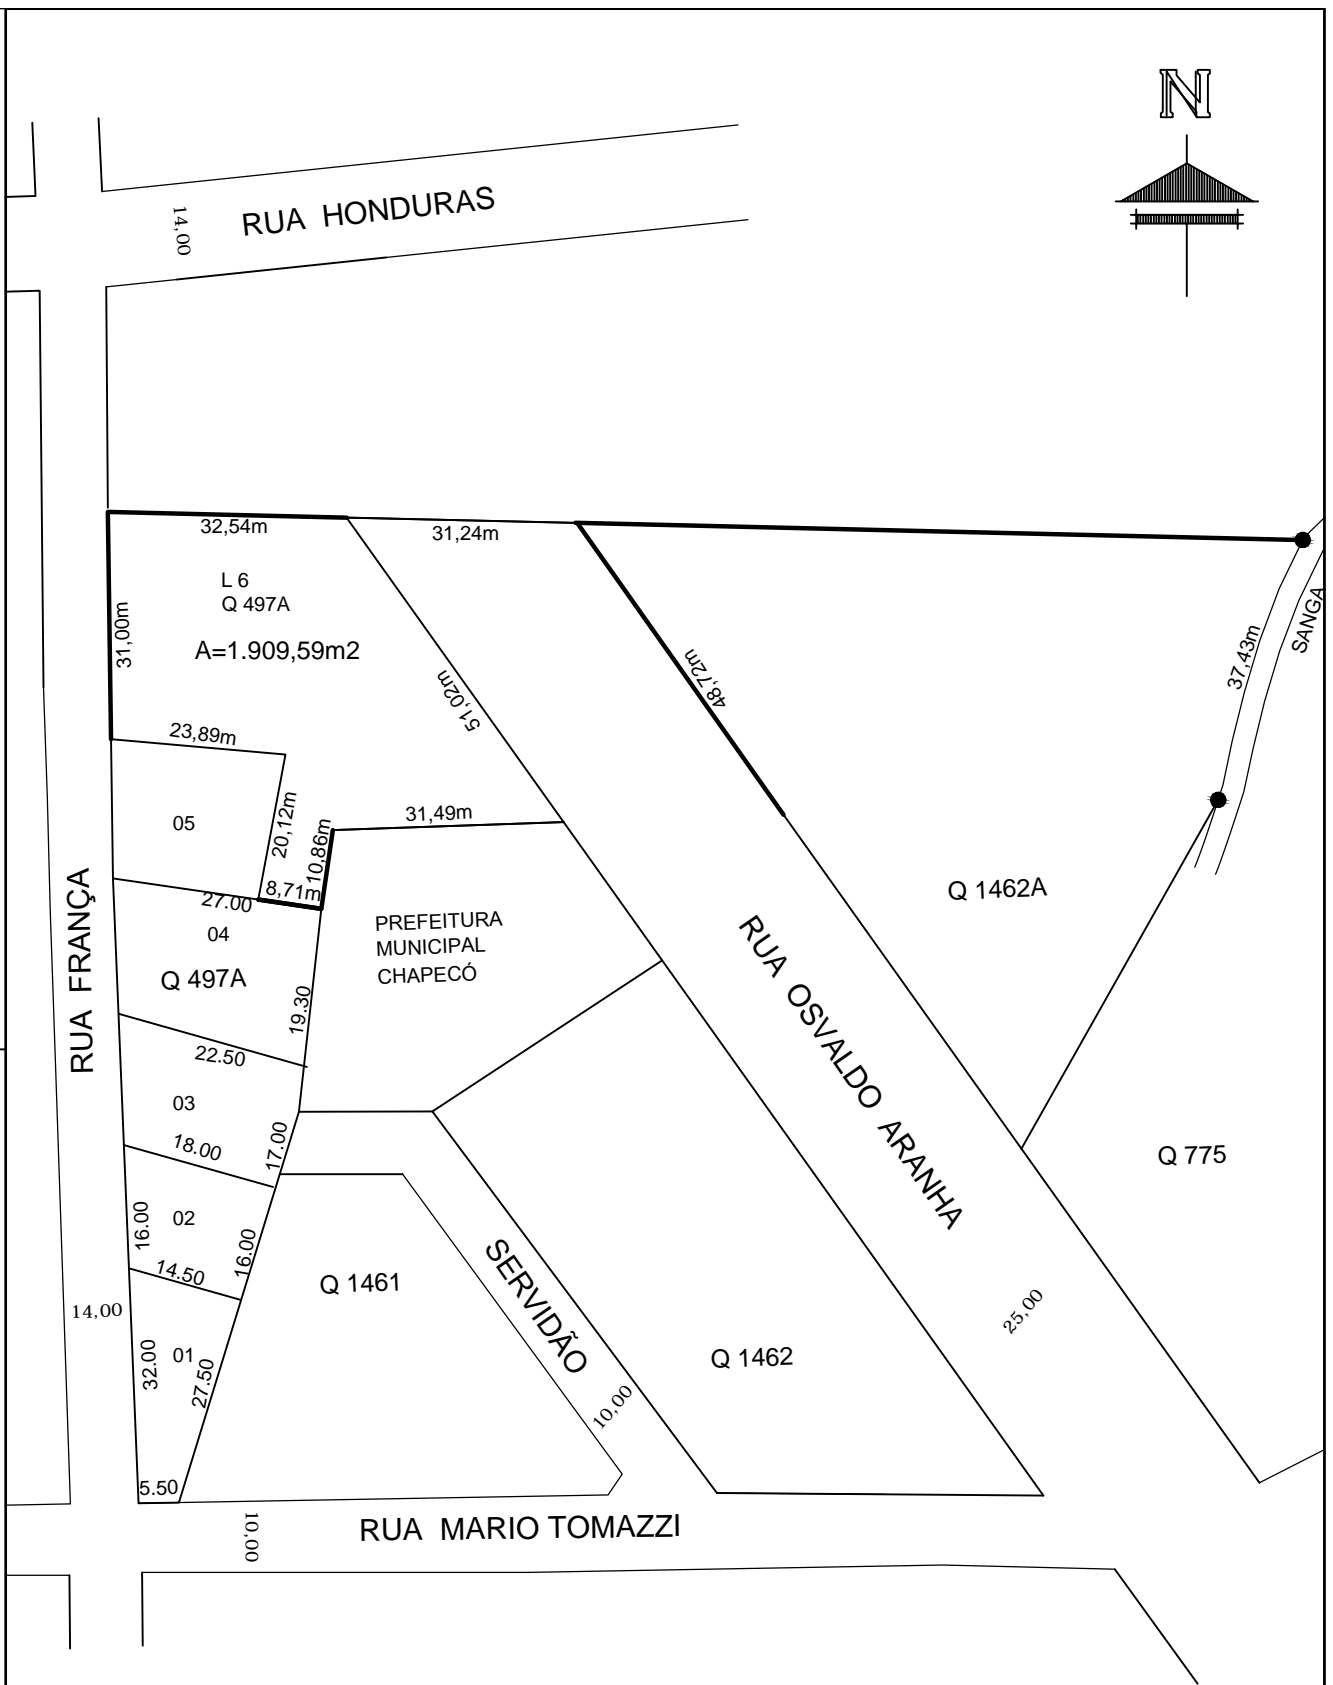 N
RUA HONDURAS
14,00
32,54m
31,24m
L 6
Q 497A
A=1.909,59m2
31,00m
51,02m
48,72m
37,43m
SANGA
23,89m
05
20,12m
10,86m
31,49m
8,71m
27.00
04
Q 497A
19.30
PREFEITURA
MUNICIPAL
CHAPECÓ
Q 1462A
RUA FRANÇA
RUA OSVALDO ARANHA
22.50
03
18.00
17.00
Q 775
16.00
02
16.00
14.50
Q 1461
SERVIDÃO
14,00
32.00
01
27.50
Q 1462
25,00
10,00
5.50
10,00
RUA MARIO TOMAZZI